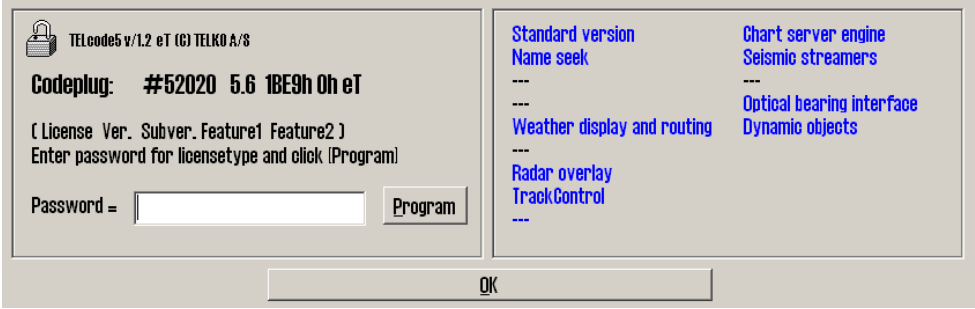 TELcode5 v/1.2 eT (C) TELKO A/S
Codeplug: #52020 5.6 1BE9h 0h eT
( License Ver. Subver. Feature1 Feature2 )
Enter password for licensetype and click [Program]
Password =
Program
Standard version
Name seek
---
---
Weather display and routing
---
Radar overlay
TrackControl
---
Chart server engine
Seismic streamers
---
Optical bearing interface
Dynamic objects
OK